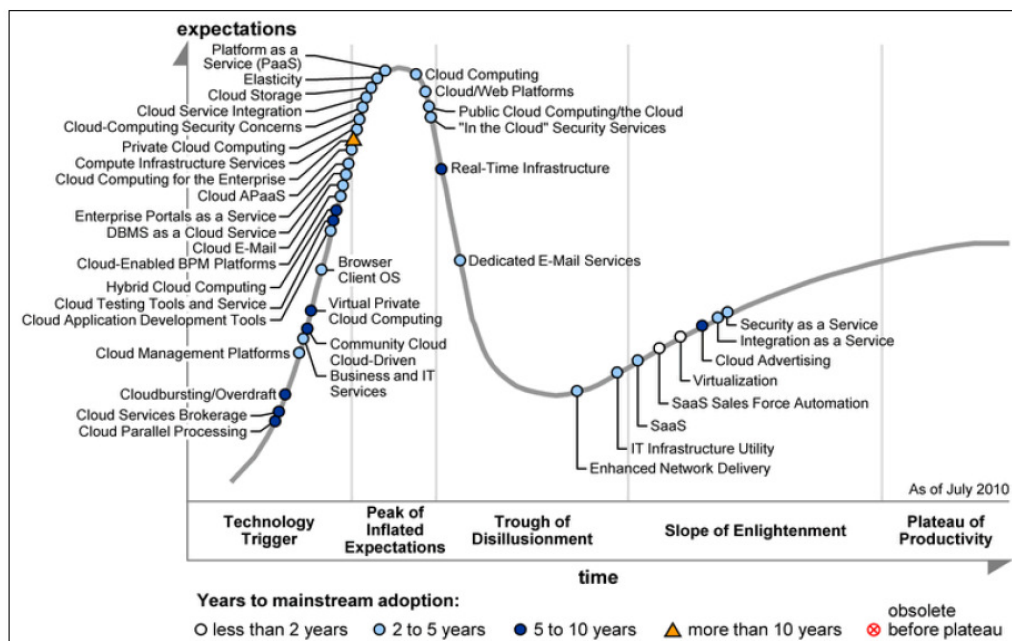 expectations
Platform as a
Service (PaaS)
Elasticity
Cloud Storage
Cloud Service Integration
Cloud-Computing Security Concerns
Private Cloud Computing
Compute Infrastructure Services
Cloud Computing for the Enterprise
Cloud APaaS
Enterprise Portals as a Service
DBMS as a Cloud Service
Cloud E-Mail
Cloud-Enabled BPM Platforms
Hybrid Cloud Computing
Cloud Testing Tools and Service
Cloud Application Development Tools
Cloud Management Platforms
Cloudbursting/Overdraft
Cloud Services Brokerage
Cloud Parallel Processing
Browser
Client OS
Virtual Private
Cloud Computing
Community Cloud
Cloud-Driven
Business and IT
Services
Cloud Computing
Cloud/Web Platforms
Public Cloud Computing/the Cloud
"In the Cloud" Security Services
Real-Time Infrastructure
Dedicated E-Mail Services
Security as a Service
Integration as a Service
Cloud Advertising
Virtualization
SaaS Sales Force Automation
SaaS
IT Infrastructure Utility
Enhanced Network Delivery
As of July 2010
Technology
Trigger
Peak of
Inflated
Expectations
Trough of
Disillusionment
Slope of Enlightenment
Plateau of
Productivity
time
Years to mainstream adoption:
less than 2 years
2 to 5 years
5 to 10 years
more than 10 years
obsolete
before plateau